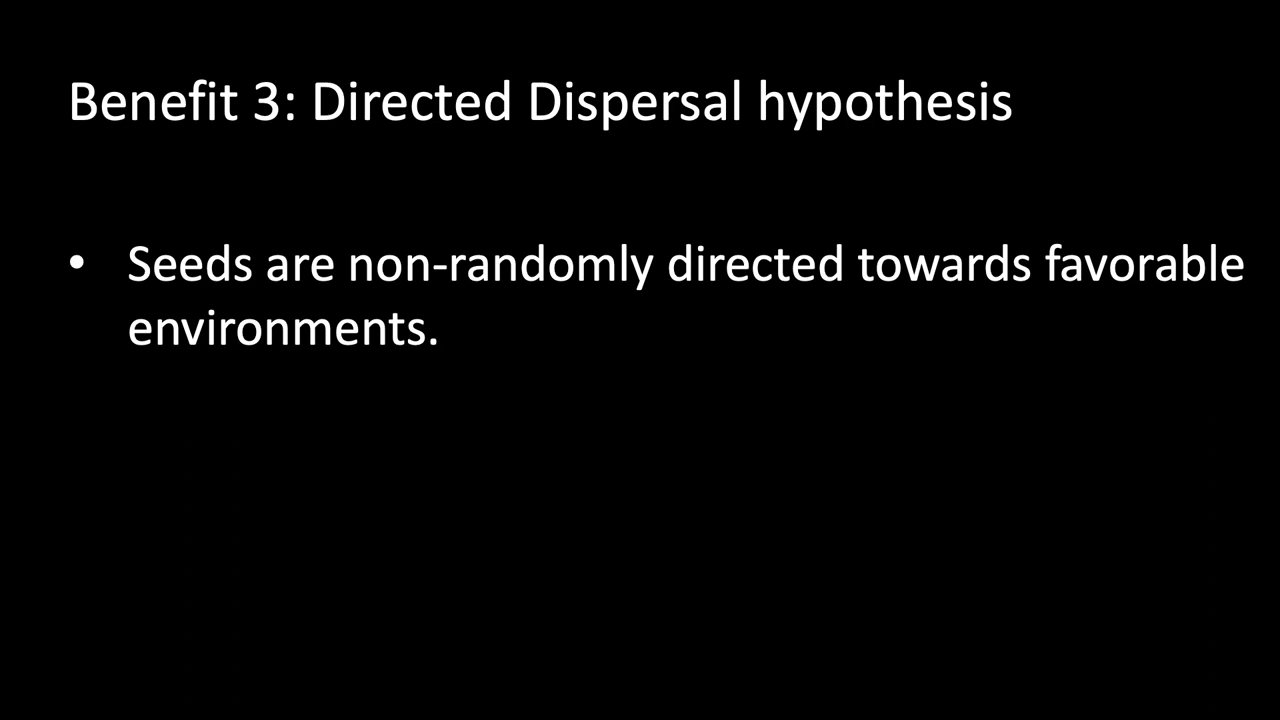 Benefit 3: Directed Dispersal hypothesis
• Seeds are non-randomly directed towards favorable
environments.